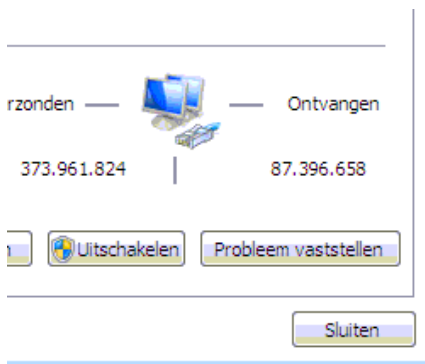 rzonden — Ontvangen
373.961.824 | 87.396.658
Uitschakelen Probleem vaststellen
Sluiten